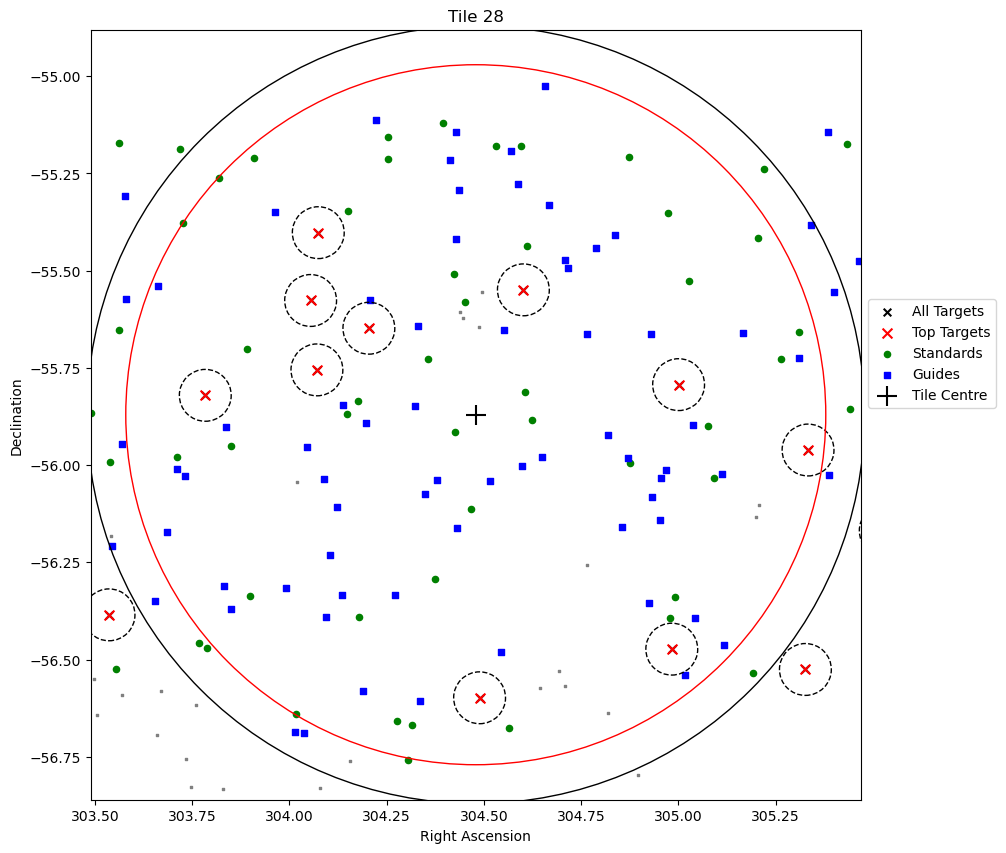 Tile 28
−55.00
−55.25
−55.50
−55.75
−56.00
−56.25
−56.50
−56.75
Declination
303.50 303.75 304.00 304.25 304.50 304.75 305.00 305.25
Right Ascension
All Targets
Top Targets
Standards
Guides
Tile Centre